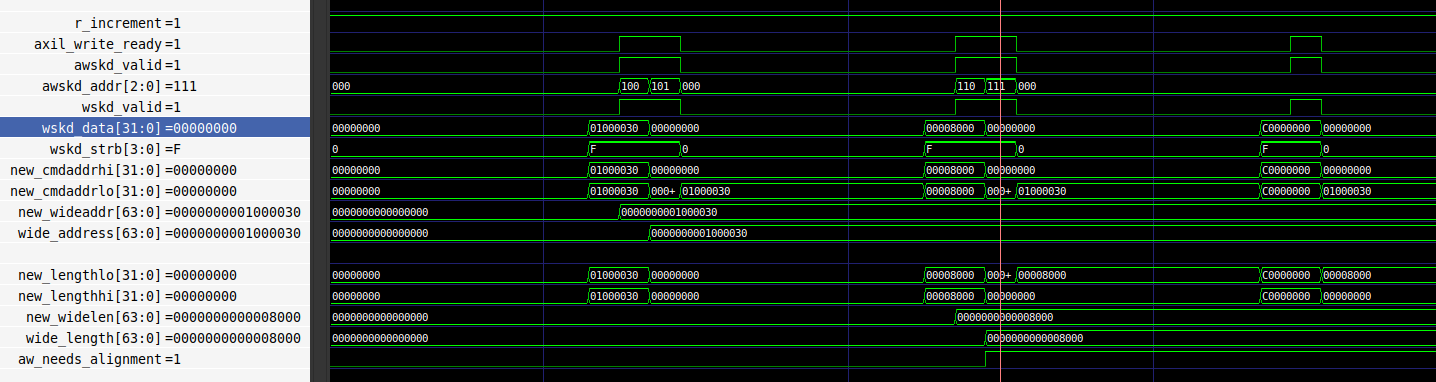 r_increment =1
axil_write_ready =1
awskd_valid =1
awskd_addr[2:0] =111 000 100 101 000 110 111 000
wskd_valid =1
wskd_data[31:0] =00000000 00000000 01000030 00000000 00008000 00000000 C0000000 00000000
wskd_strb[3:0] =F 0 F 0 F 0 F 0
new_cmdaddrhi[31:0] =00000000 00000000 01000030 00000000 00008000 00000000 C0000000 00000000
new_cmdaddrlo[31:0] =00000000 00000000 01000030 000+ 01000030 00008000 000+ 01000030 C0000000 01000030
new_wideaddr[63:0] =0000000001000030 0000000000000000 0000000001000030
wide_address[63:0] =0000000001000030 0000000000000000 0000000001000030
new_lengthlo[31:0] =00000000 00000000 01000030 00000000 00008000 000+ 00008000 C0000000 00008000
new_lengthhi[31:0] =00000000 00000000 01000030 00000000 00008000 00000000 C0000000 00000000
new_widelen[63:0] =0000000000008000 0000000000000000 0000000000008000
wide_length[63:0] =0000000000008000 0000000000000000 0000000000008000
aw_needs_alignment =1